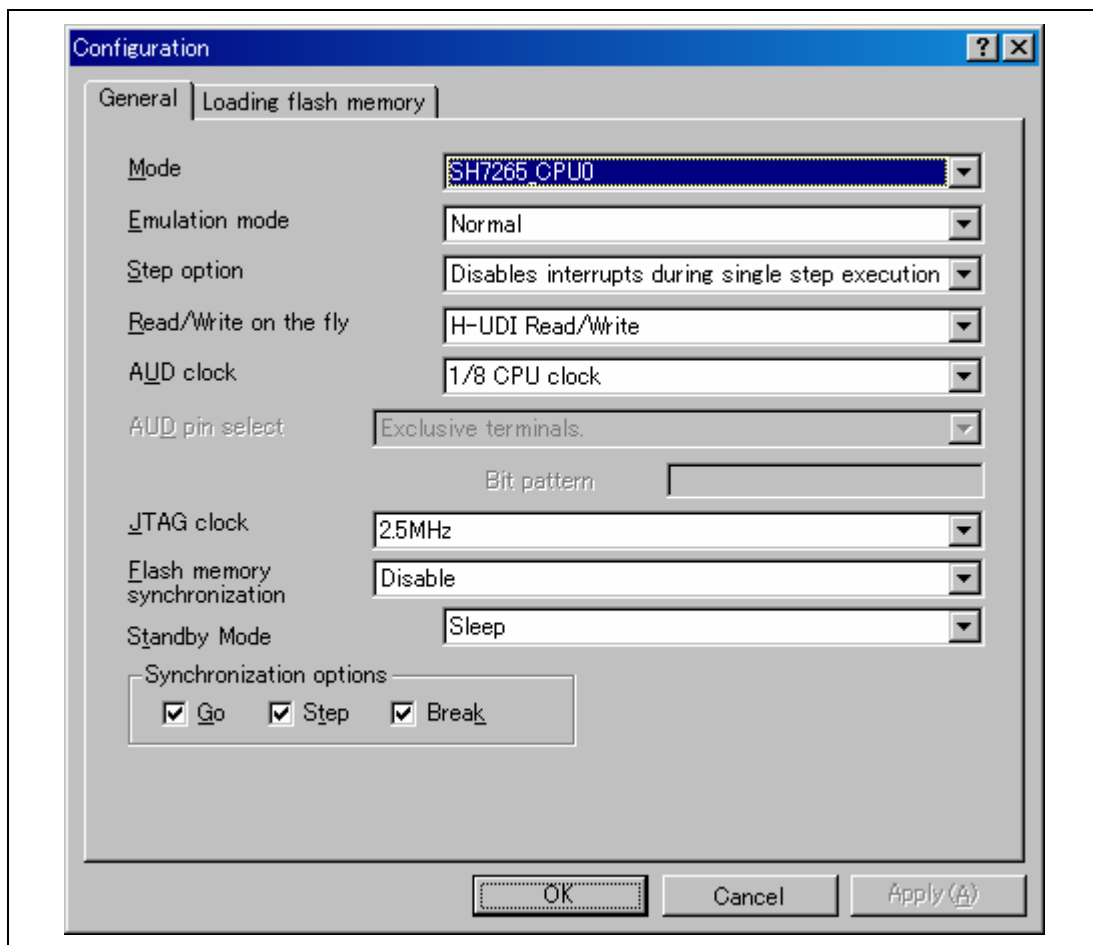 Configuration
General Loading flash memory
Mode SH7265_CPU0
Emulation mode Normal
Step option Disables interrupts during single step execution
Read/Write on the fly H-UDI Read/Write
AUD clock 1/8 CPU clock
AUD pin select Exclusive terminals.
Bit pattern
JTAG clock 2.5MHz
Flash memory
synchronization Disable
Standby Mode Sleep
Synchronization options
Go Step Break
OK Cancel Apply(A)